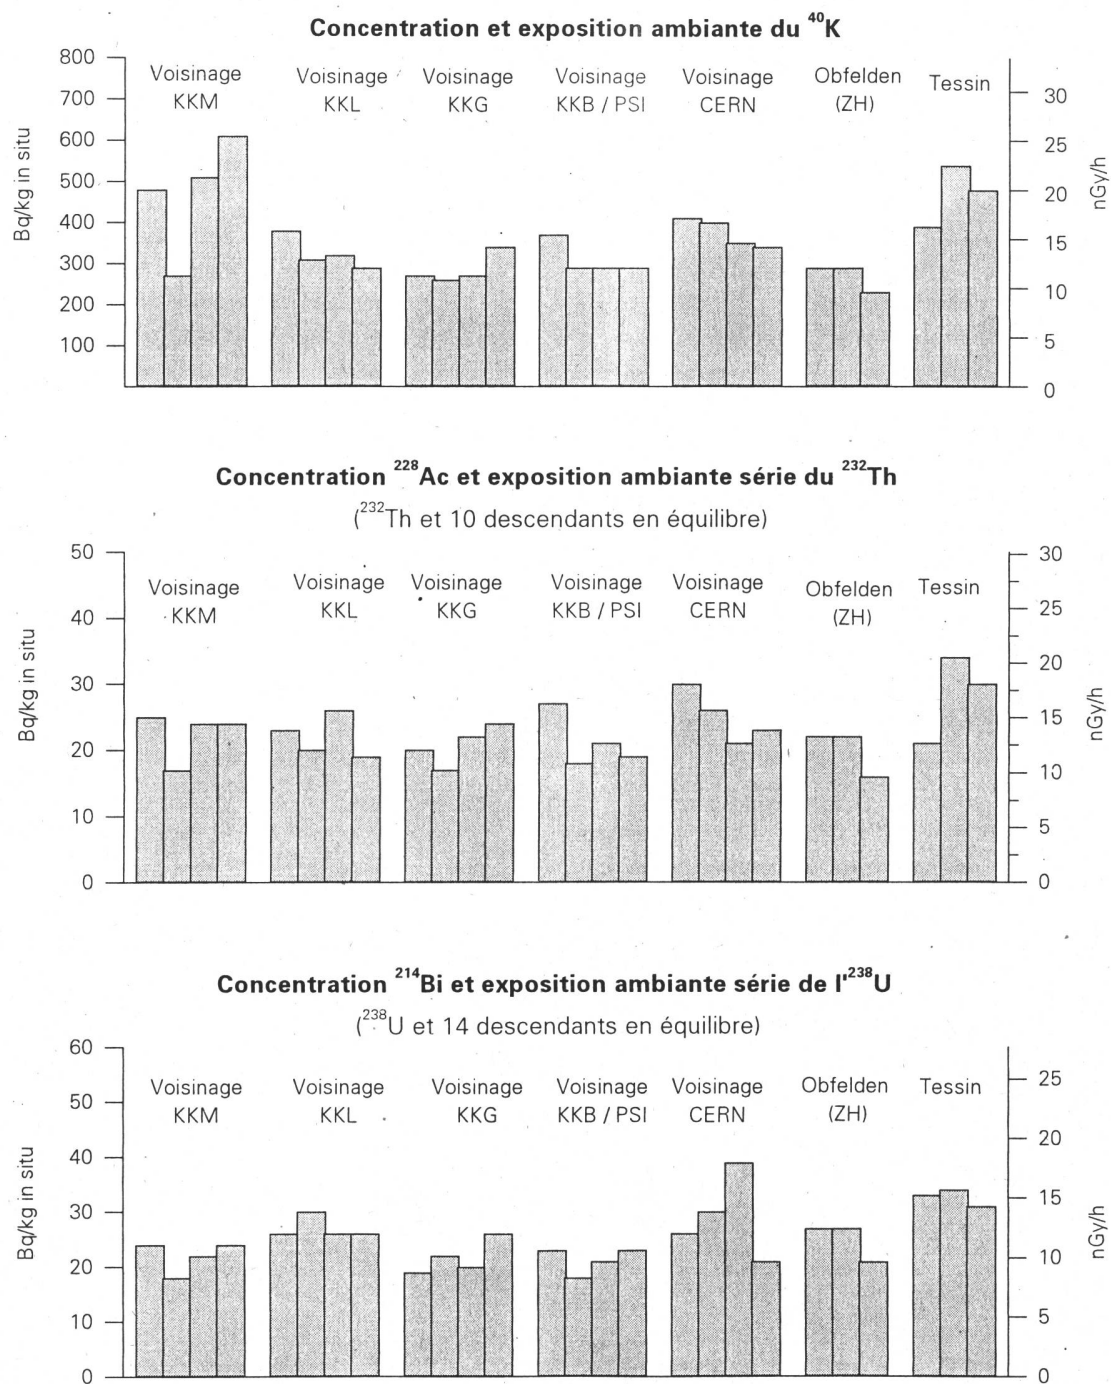 Concentration et exposition ambiante du ⁴⁰K
800
700
600
500
400
300
200
100
Bq/kg in situ
Voisinage
KKM
Voisinage
KKL
Voisinage
KKG
Voisinage
KKB / PSI
Voisinage
CERN
Obfelden
(ZH)
Tessin
30
25
20
15
10
5
0
nGy/h
Concentration ²²⁸Ac et exposition ambiante série du ²³²Th
(²³²Th et 10 descendants en équilibre)
50
40
30
20
10
0
Bq/kg in situ
Voisinage
KKM
Voisinage
KKL
Voisinage
KKG
Voisinage
KKB / PSI
Voisinage
CERN
Obfelden
(ZH)
Tessin
30
25
20
15
10
5
0
nGy/h
Concentration ²¹⁴Bi et exposition ambiante série de l'²³⁸U
(²³⁸U et 14 descendants en équilibre)
60
50
40
30
20
10
0
Bq/kg in situ
Voisinage
KKM
Voisinage
KKL
Voisinage
KKG
Voisinage
KKB / PSI
Voisinage
CERN
Obfelden
(ZH)
Tessin
25
20
15
10
5
0
nGy/h